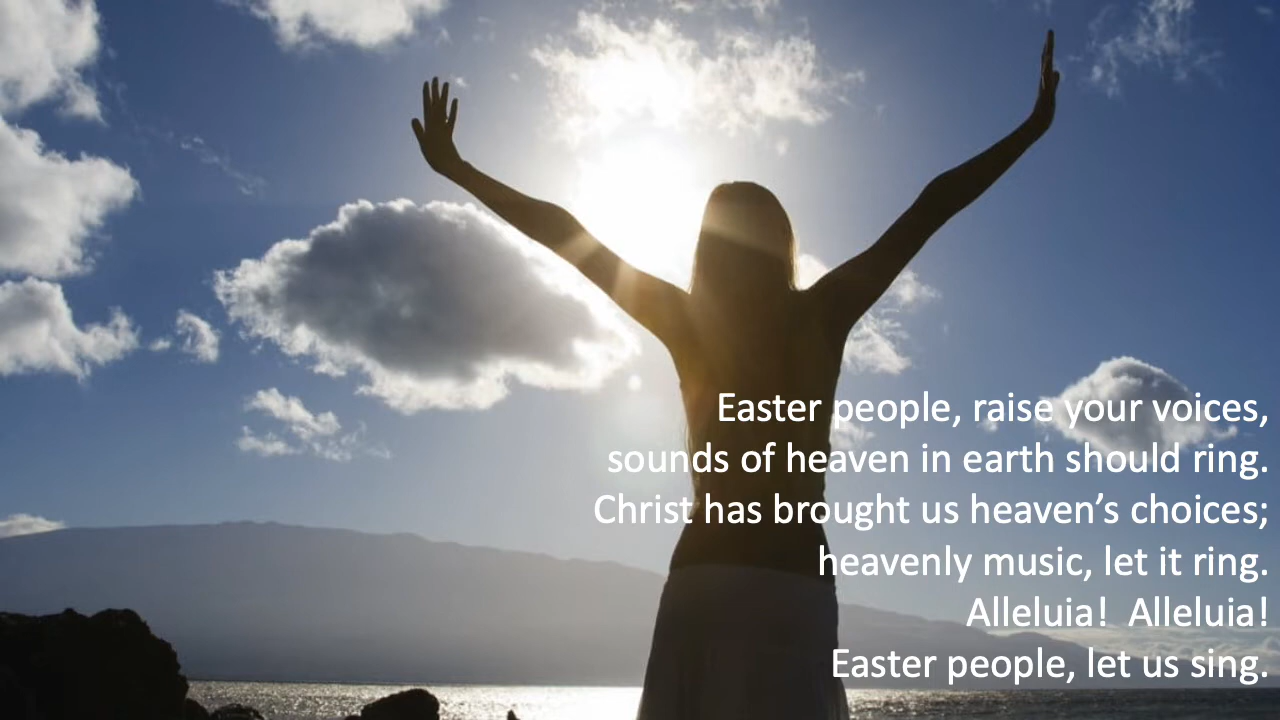 Easter people, raise your voices,
sounds of heaven in earth should ring.
Christ has brought us heaven’s choices;
heavenly music, let it ring.
Alleluia!  Alleluia!
Easter people, let us sing.